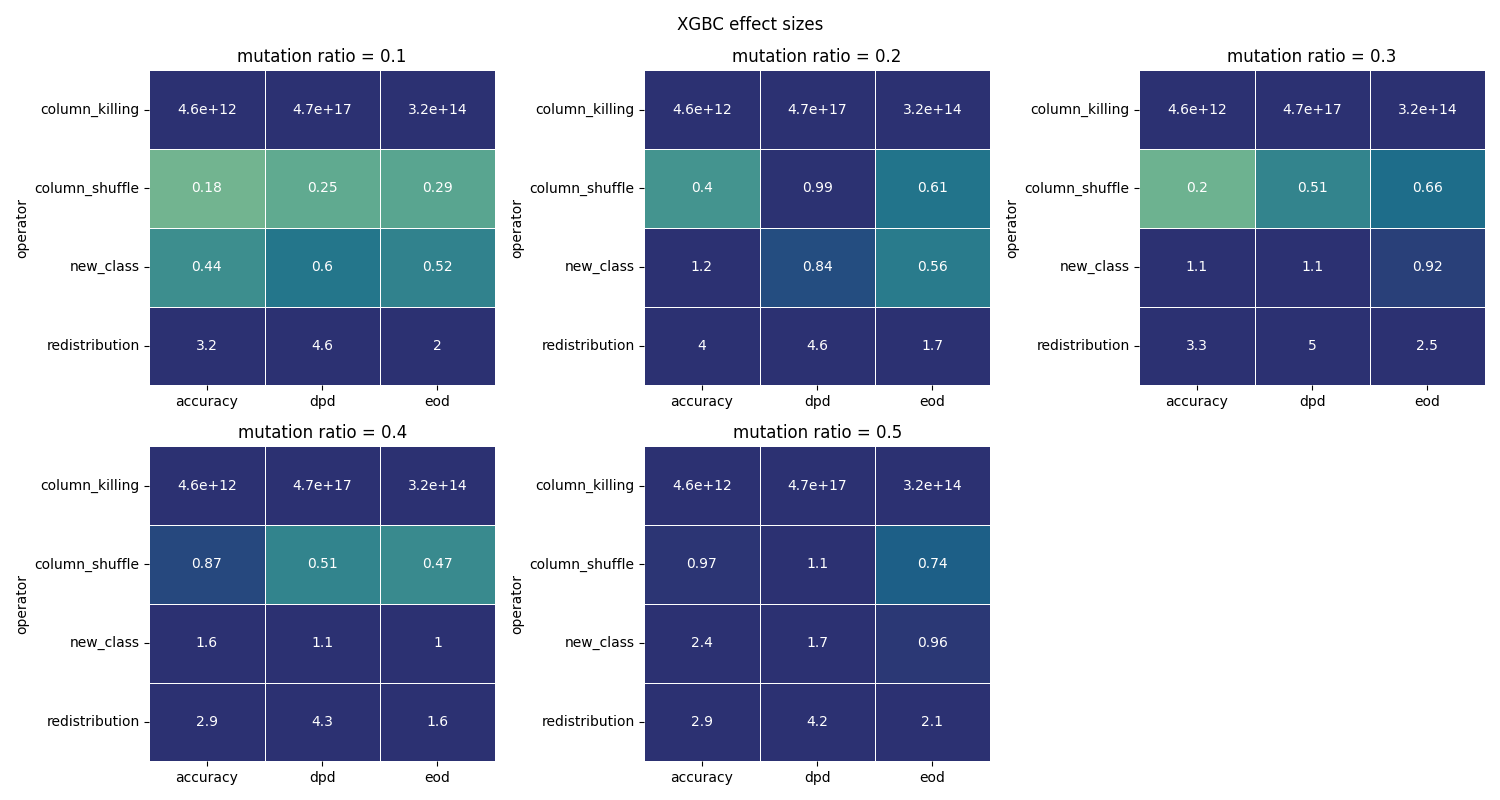 XGBC effect sizes
mutation ratio = 0.1
operator
column_killing 4.6e+12 4.7e+17 3.2e+14
column_shuffle 0.18 0.25 0.29
new_class 0.44 0.6 0.52
redistribution 3.2 4.6 2
accuracy dpd eod
mutation ratio = 0.2
operator
column_killing 4.6e+12 4.7e+17 3.2e+14
column_shuffle 0.4 0.99 0.61
new_class 1.2 0.84 0.56
redistribution 4 4.6 1.7
accuracy dpd eod
mutation ratio = 0.3
operator
column_killing 4.6e+12 4.7e+17 3.2e+14
column_shuffle 0.2 0.51 0.66
new_class 1.1 1.1 0.92
redistribution 3.3 5 2.5
accuracy dpd eod
mutation ratio = 0.4
operator
column_killing 4.6e+12 4.7e+17 3.2e+14
column_shuffle 0.87 0.51 0.47
new_class 1.6 1.1 1
redistribution 2.9 4.3 1.6
accuracy dpd eod
mutation ratio = 0.5
operator
column_killing 4.6e+12 4.7e+17 3.2e+14
column_shuffle 0.97 1.1 0.74
new_class 2.4 1.7 0.96
redistribution 2.9 4.2 2.1
accuracy dpd eod